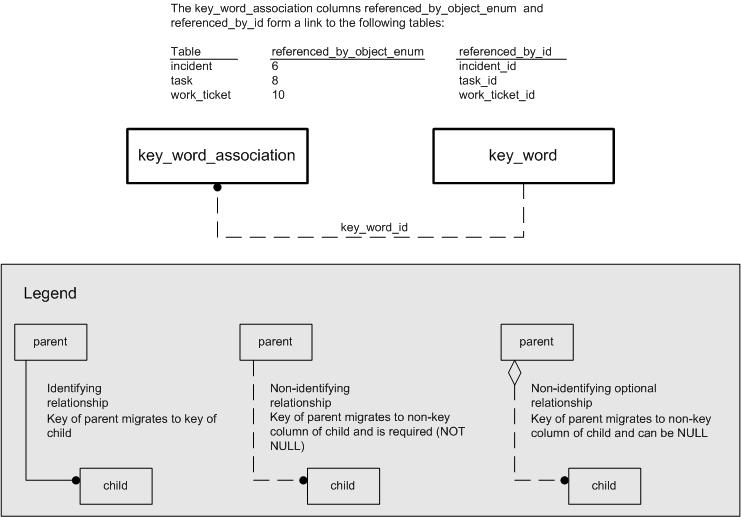 The key_word_association columns referenced_by_object_enum and
referenced_by_id form a link to the following tables:
Table referenced_by_object_enum referenced_by_id
incident 6 incident_id
task 8 task_id
work_ticket 10 work_ticket_id
key_word_association
key_word
key_word_id
Legend
parent
Identifying
relationship
Key of parent migrates to key of
child
child
parent
Non-identifying
relationship
Key of parent migrates to non-key
column of child and is required (NOT
NULL)
child
parent
Non-identifying optional
relationship
Key of parent migrates to non-key
column of child and can be NULL
child